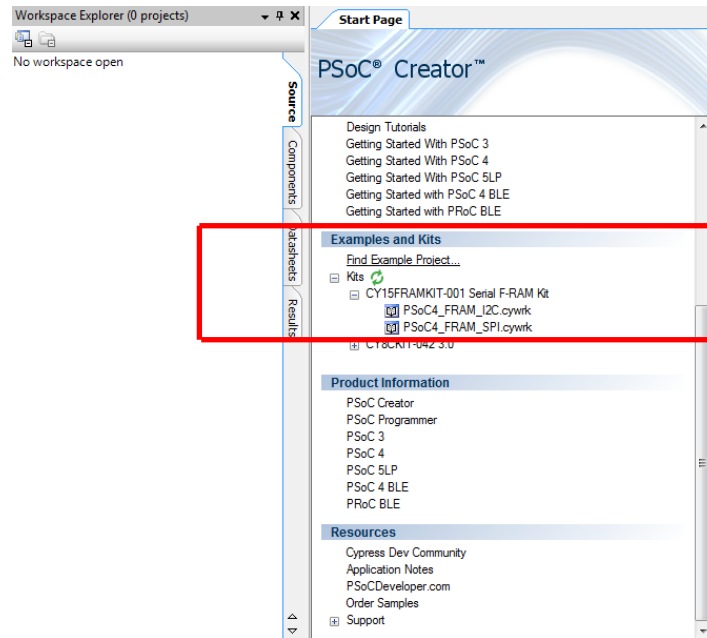 Workspace Explorer (0 projects)
No workspace open
Source
Components
Datasheets
Results
Start Page
PSoC® Creator™
Design Tutorials
Getting Started With PSoC 3
Getting Started With PSoC 4
Getting Started With PSoC 5LP
Getting Started with PSoC 4 BLE
Getting Started with PRoC BLE
Examples and Kits
Find Example Project...
Kits
CY15FRAMKIT-001 Serial F-RAM Kit
PSoC4_FRAM_I2C.cywrk
PSoC4_FRAM_SPI.cywrk
CY8CKIT-042 3.0
Product Information
PSoC Creator
PSoC Programmer
PSoC 3
PSoC 4
PSoC 5LP
PSoC 4 BLE
PRoC BLE
Resources
Cypress Dev Community
Application Notes
PSoCDeveloper.com
Order Samples
Support